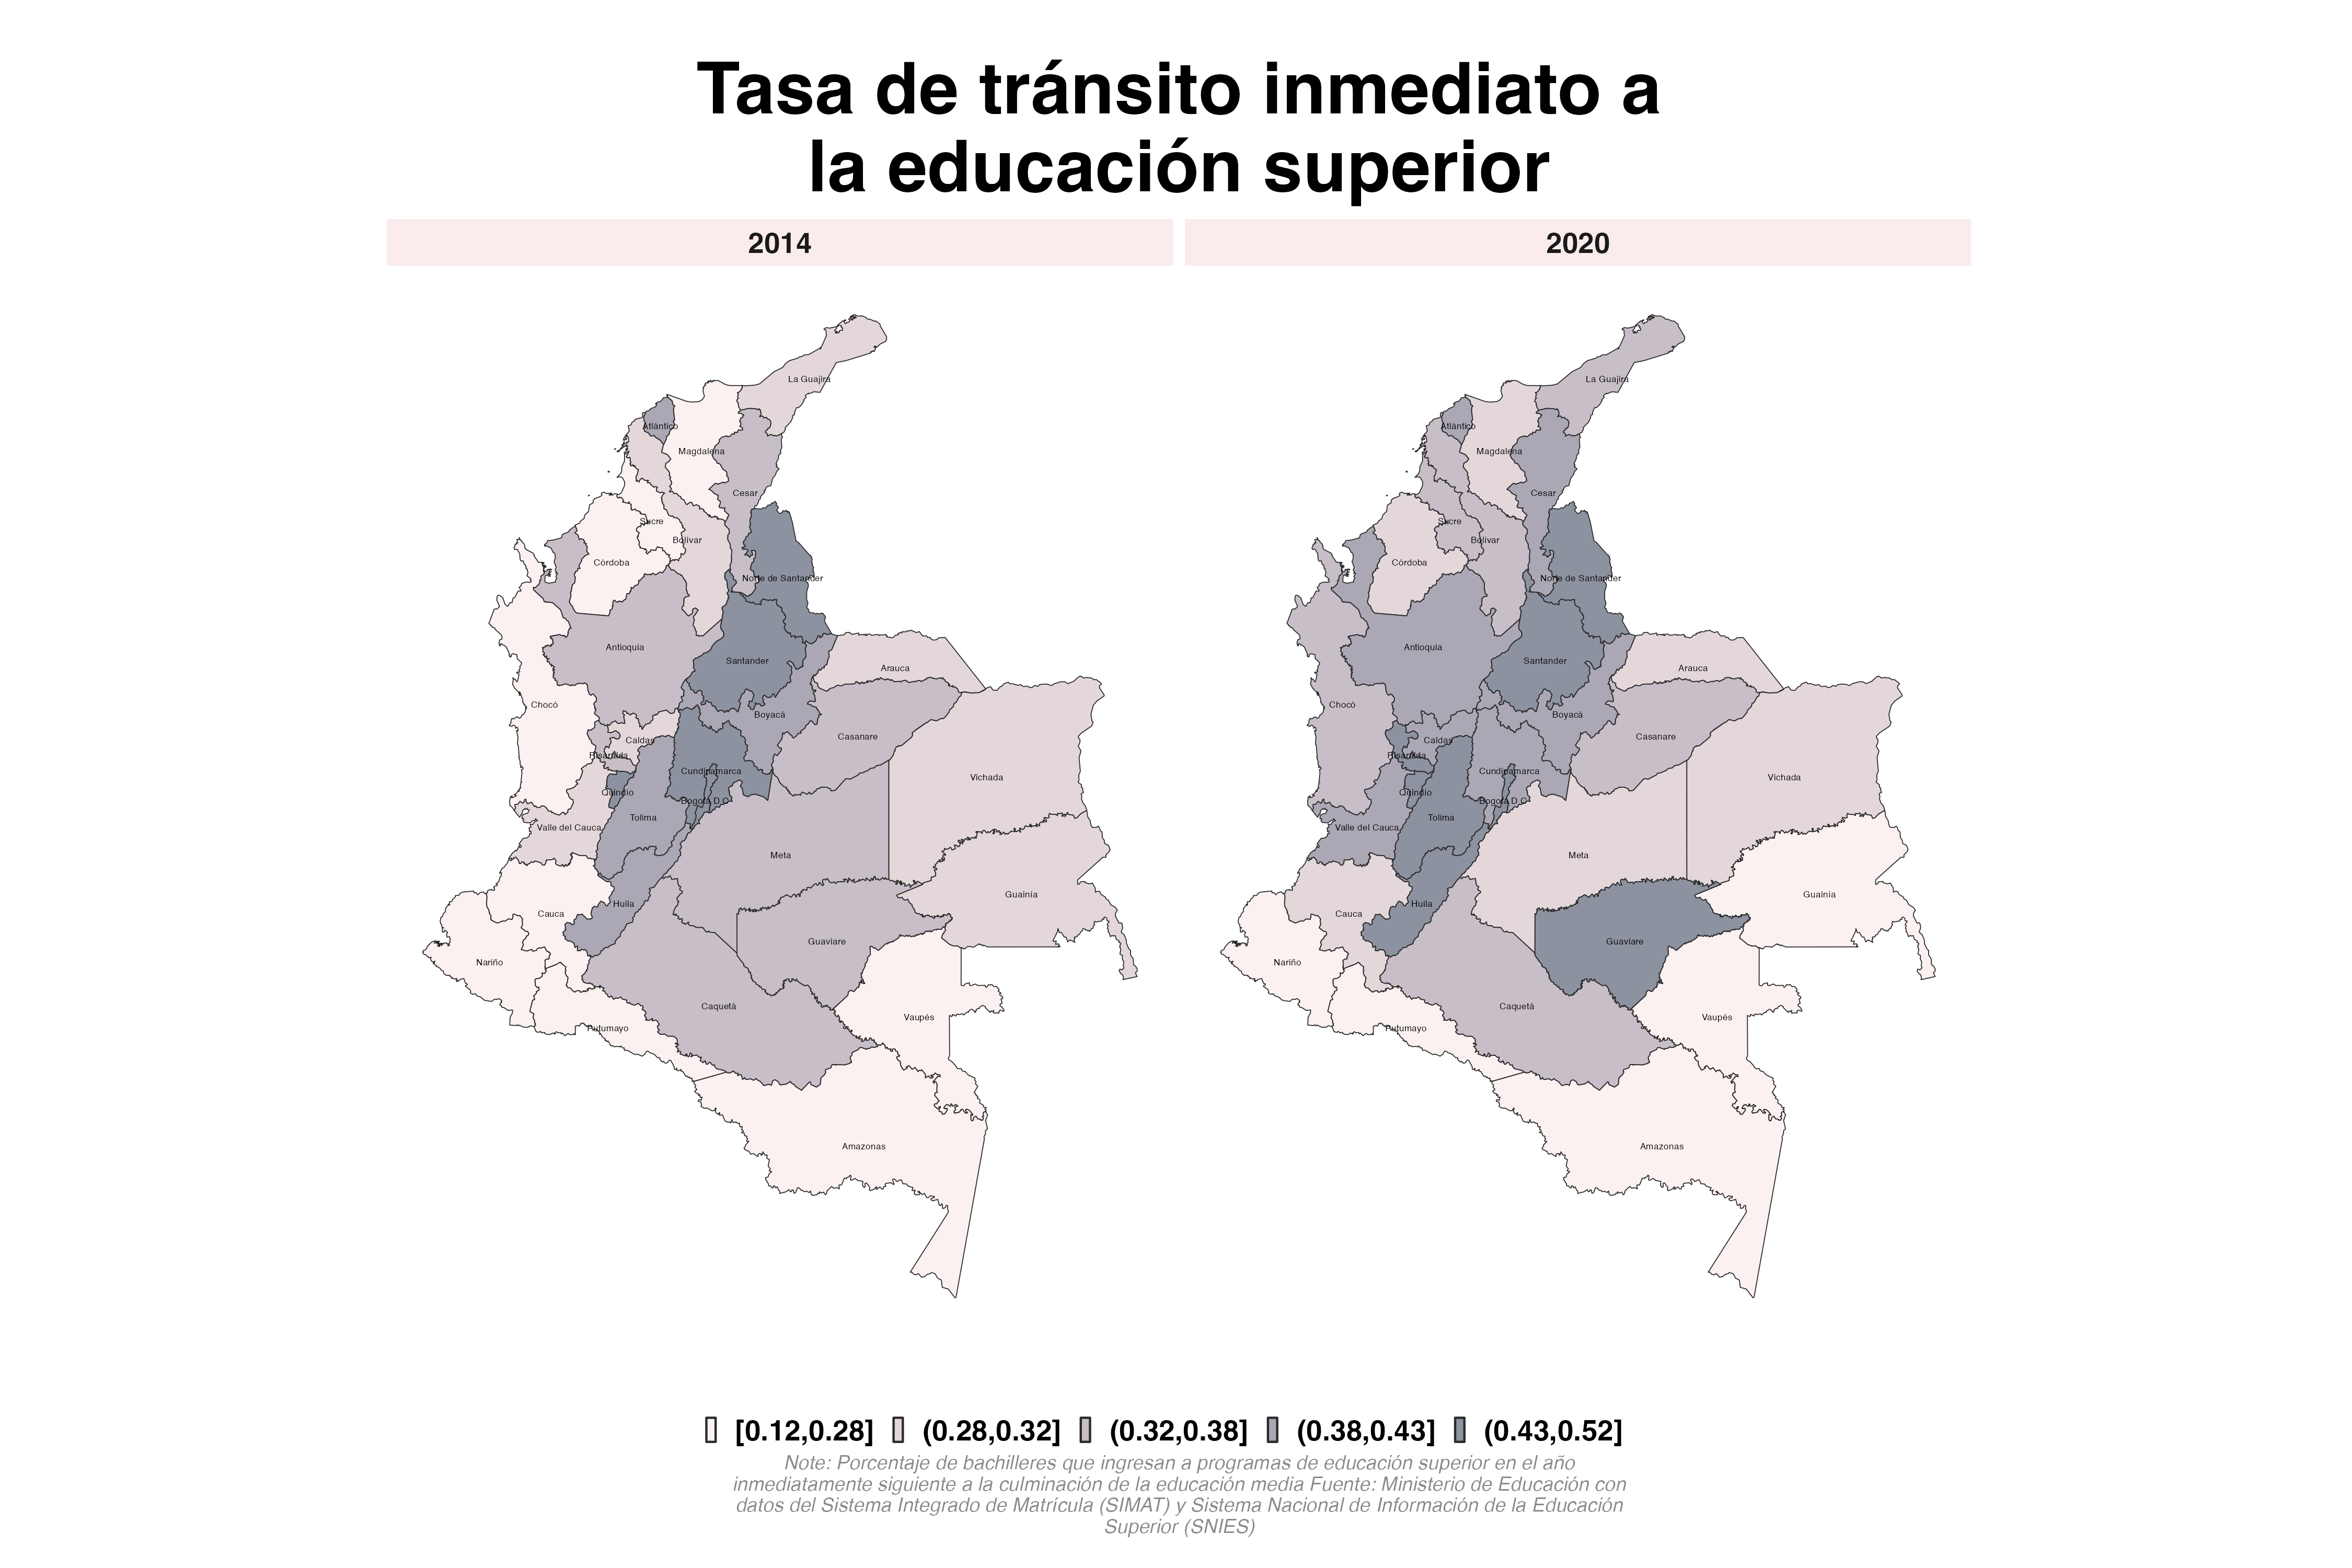 Tasa de tránsito inmediato a
la educación superior
2014
2020
La Guajira
Atlántico
Magdalena
Cesar
Sucre
Bolívar
Córdoba
Norte de Santander
Antioquia
Santander
Arauca
Chocó
Boyacá
Caldas
Casanare
Risaralda
Cundinamarca
Vichada
Quindío
Bogotá D.C.
Tolima
Valle del Cauca
Meta
Guainía
Huila
Cauca
Guaviare
Nariño
Caquetá
Vaupés
Putumayo
Amazonas
La Guajira
Atlántico
Magdalena
Cesar
Sucre
Bolívar
Córdoba
Norte de Santander
Antioquia
Santander
Arauca
Chocó
Boyacá
Caldas
Casanare
Risaralda
Cundinamarca
Vichada
Quindío
Bogotá D.C.
Tolima
Valle del Cauca
Meta
Guainía
Huila
Cauca
Guaviare
Nariño
Caquetá
Vaupés
Putumayo
Amazonas
[0.12,0.28] (0.28,0.32] (0.32,0.38] (0.38,0.43] (0.43,0.52]
Note: Porcentaje de bachilleres que ingresan a programas de educación superior en el año
inmediatamente siguiente a la culminación de la educación media Fuente: Ministerio de Educación con
datos del Sistema Integrado de Matrícula (SIMAT) y Sistema Nacional de Información de la Educación
Superior (SNIES)